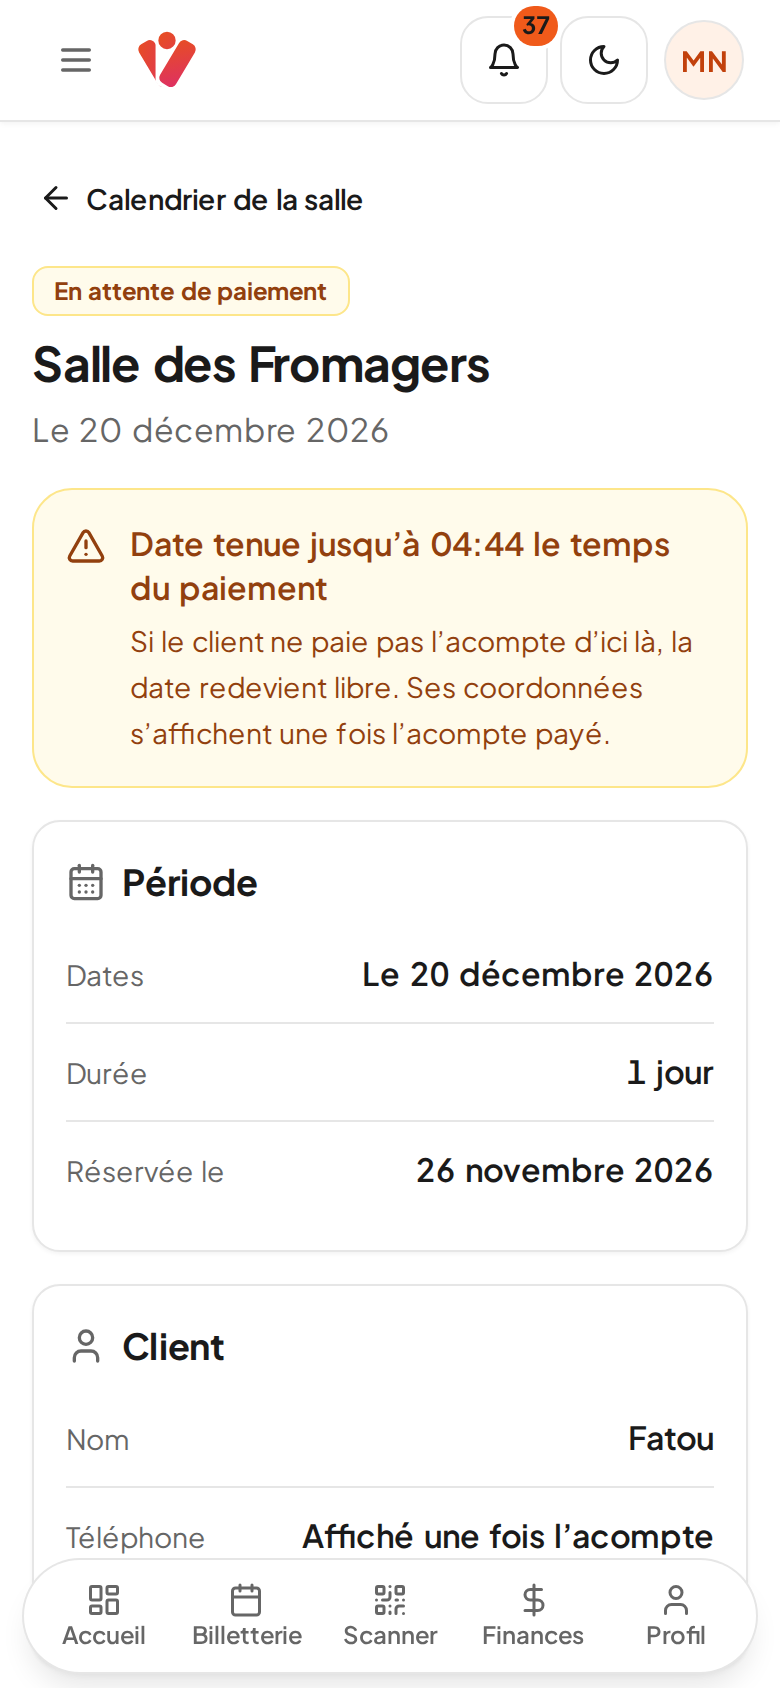 37
MN
Calendrier de la salle
En attente de paiement
Salle des Fromagers
Le 20 décembre 2026
Date tenue jusqu’à 04:44 le temps
du paiement
Si le client ne paie pas l’acompte d’ici là, la
date redevient libre. Ses coordonnées
s’affichent une fois l’acompte payé.
Période
Dates Le 20 décembre 2026
Durée 1 jour
Réservée le 26 novembre 2026
Client
Nom Fatou
Téléphone Affiché une fois l’acompte
Accueil Billetterie Scanner Finances Profil